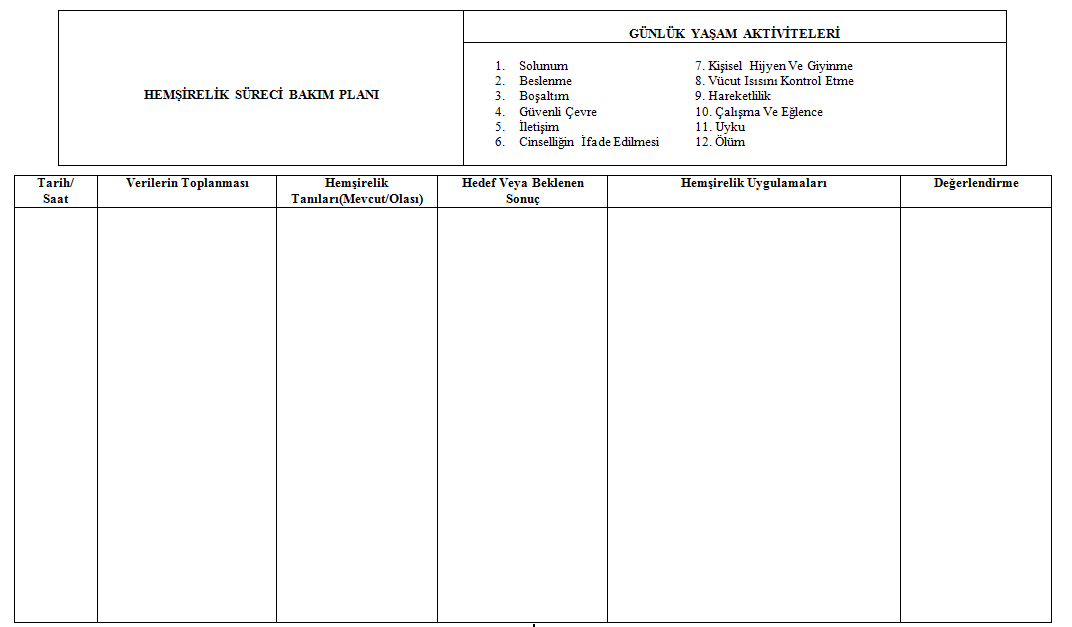 HEMŞİRELİK SÜRECİ BAKIM PLANI
GÜNLÜK YAŞAM AKTİVİTELERİ
1. Solunum
2. Beslenme
3. Boşaltım
4. Güvenli Çevre
5. İletişim
6. Cinselliğin İfade Edilmesi
7. Kişisel Hijyen Ve Giyinme
8. Vücut Isısını Kontrol Etme
9. Hareketlilik
10. Çalışma Ve Eğlence
11. Uyku
12. Ölüm
Tarih/
Saat
Verilerin Toplanması
Hemşirelik
Tanıları(Mevcut/Olası)
Hedef Veya Beklenen
Sonuç
Hemşirelik Uygulamaları
Değerlendirme